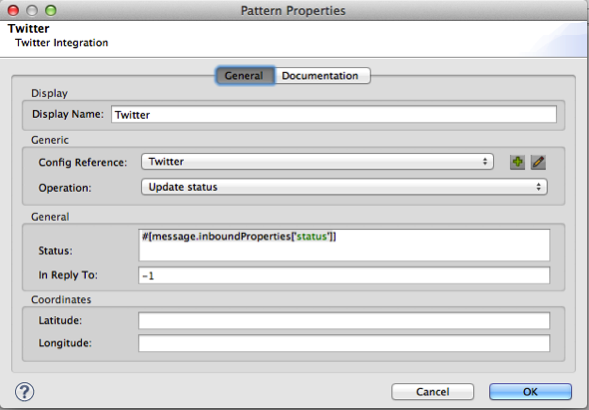 Pattern Properties
Twitter
Twitter Integration
General
Documentation
Display
Display Name: Twitter
Generic
Config Reference: Twitter
Operation: Update status
General
#[message.inboundProperties['status']]
Status:
In Reply To: -1
Coordinates
Latitude:
Longitude:
?
Cancel
OK